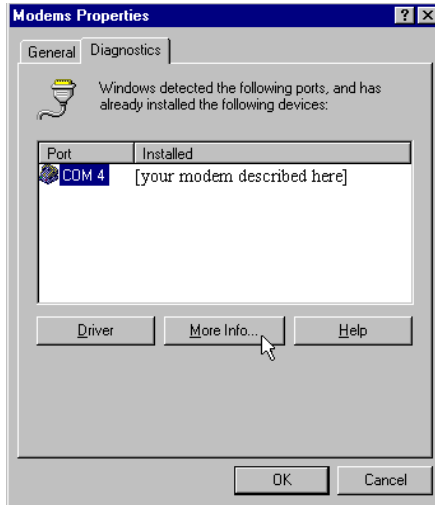 Modems Properties
General Diagnostics
Windows detected the following ports, and has
already installed the following devices:
Port Installed
COM 4 [your modem described here]
Driver More Info... Help
OK Cancel